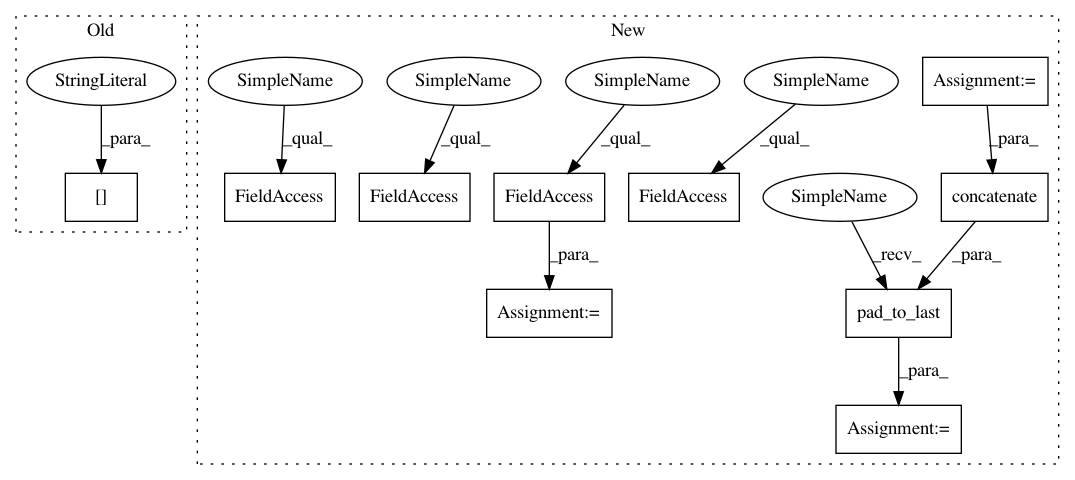 Old
New
StringLiteral
SimpleName
SimpleName
SimpleName
SimpleName
Assignment:=
_para_
_qual_
_qual_
_qual_
_qual_
_para_
[]
FieldAccess
FieldAccess
FieldAccess
FieldAccess
SimpleName
concatenate
_para_
_recv_
_para_
Assignment:=
pad_to_last
_para_
Assignment:=